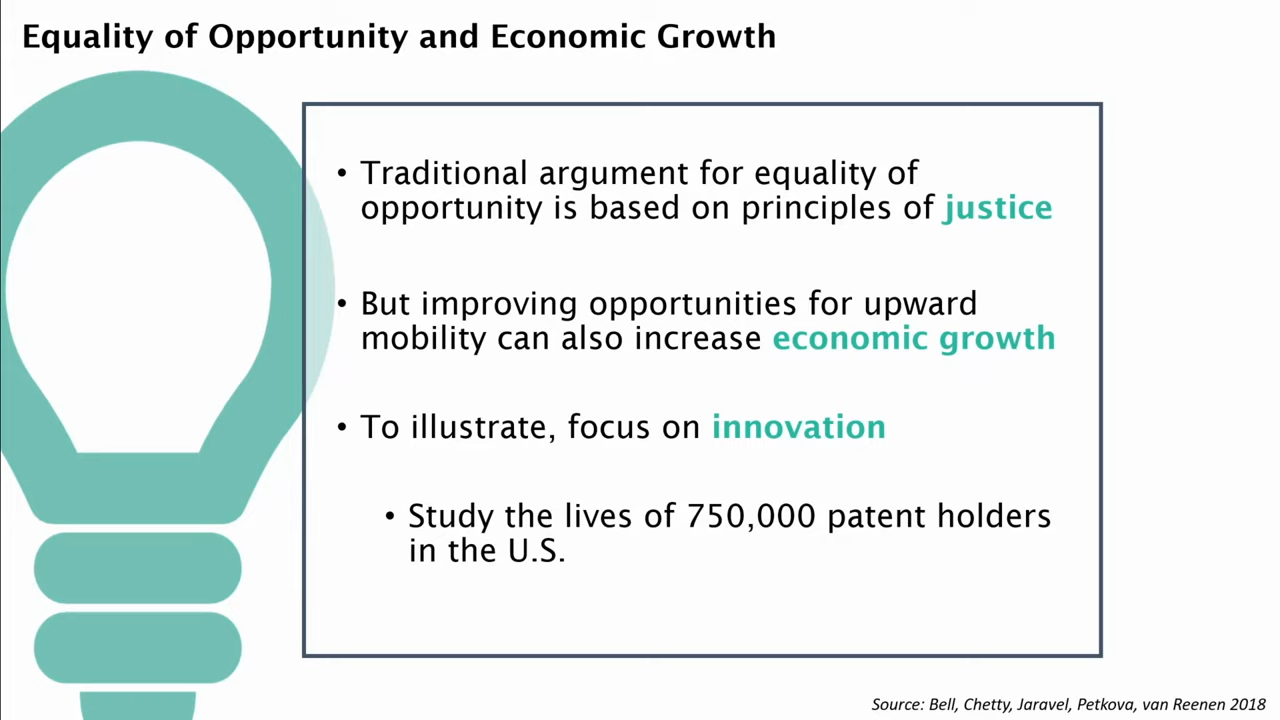 Equality of Opportunity and Economic Growth
• Traditional argument for equality of
opportunity is based on principles of justice
• But improving opportunities for upward
mobility can also increase economic growth
• To illustrate, focus on innovation
• Study the lives of 750,000 patent holders
in the U.S.
Source: Bell, Chetty, Jaravel, Petkova, van Reenen 2018